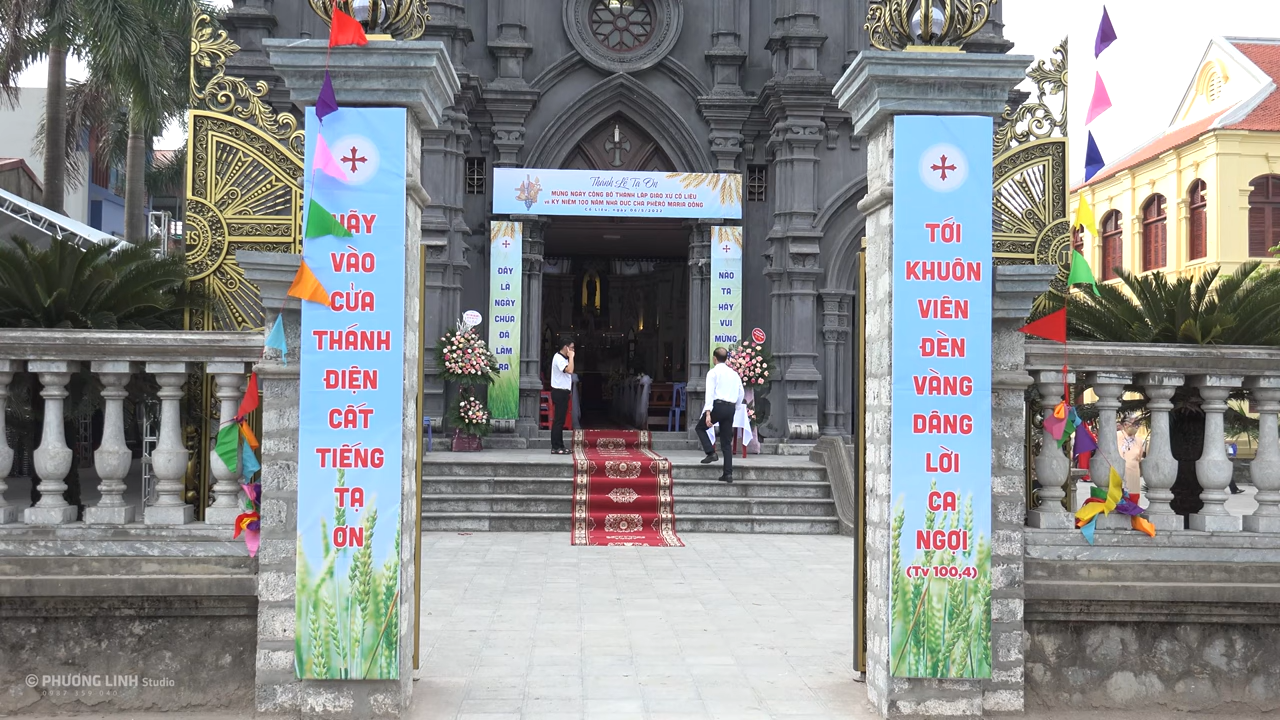 HÃY
VÀO
CỬA
THÁNH
ĐIỆN
CẤT
TIẾNG
TẠ
ƠN
Thánh Lễ Tạ Ơn
MỪNG NGÀY CÔNG BỐ THÀNH LẬP GIÁO XỨ CỔ LIÊU
và KỶ NIỆM 100 NĂM NHÀ ĐỨC CHA PHÊRÔ MARIA ĐÔNG
ĐÂY
LÀ
NGÀY
CHÚA
ĐÃ
LÀM
RA
NÀO
TA
HÃY
VUI
MỪNG
TỚI
KHUÔN
VIÊN
ĐỀN
VÀNG
DÂNG
LỜI
CA
NGỢI
(Tv 100,4)
© PHƯƠNG LINH Studio